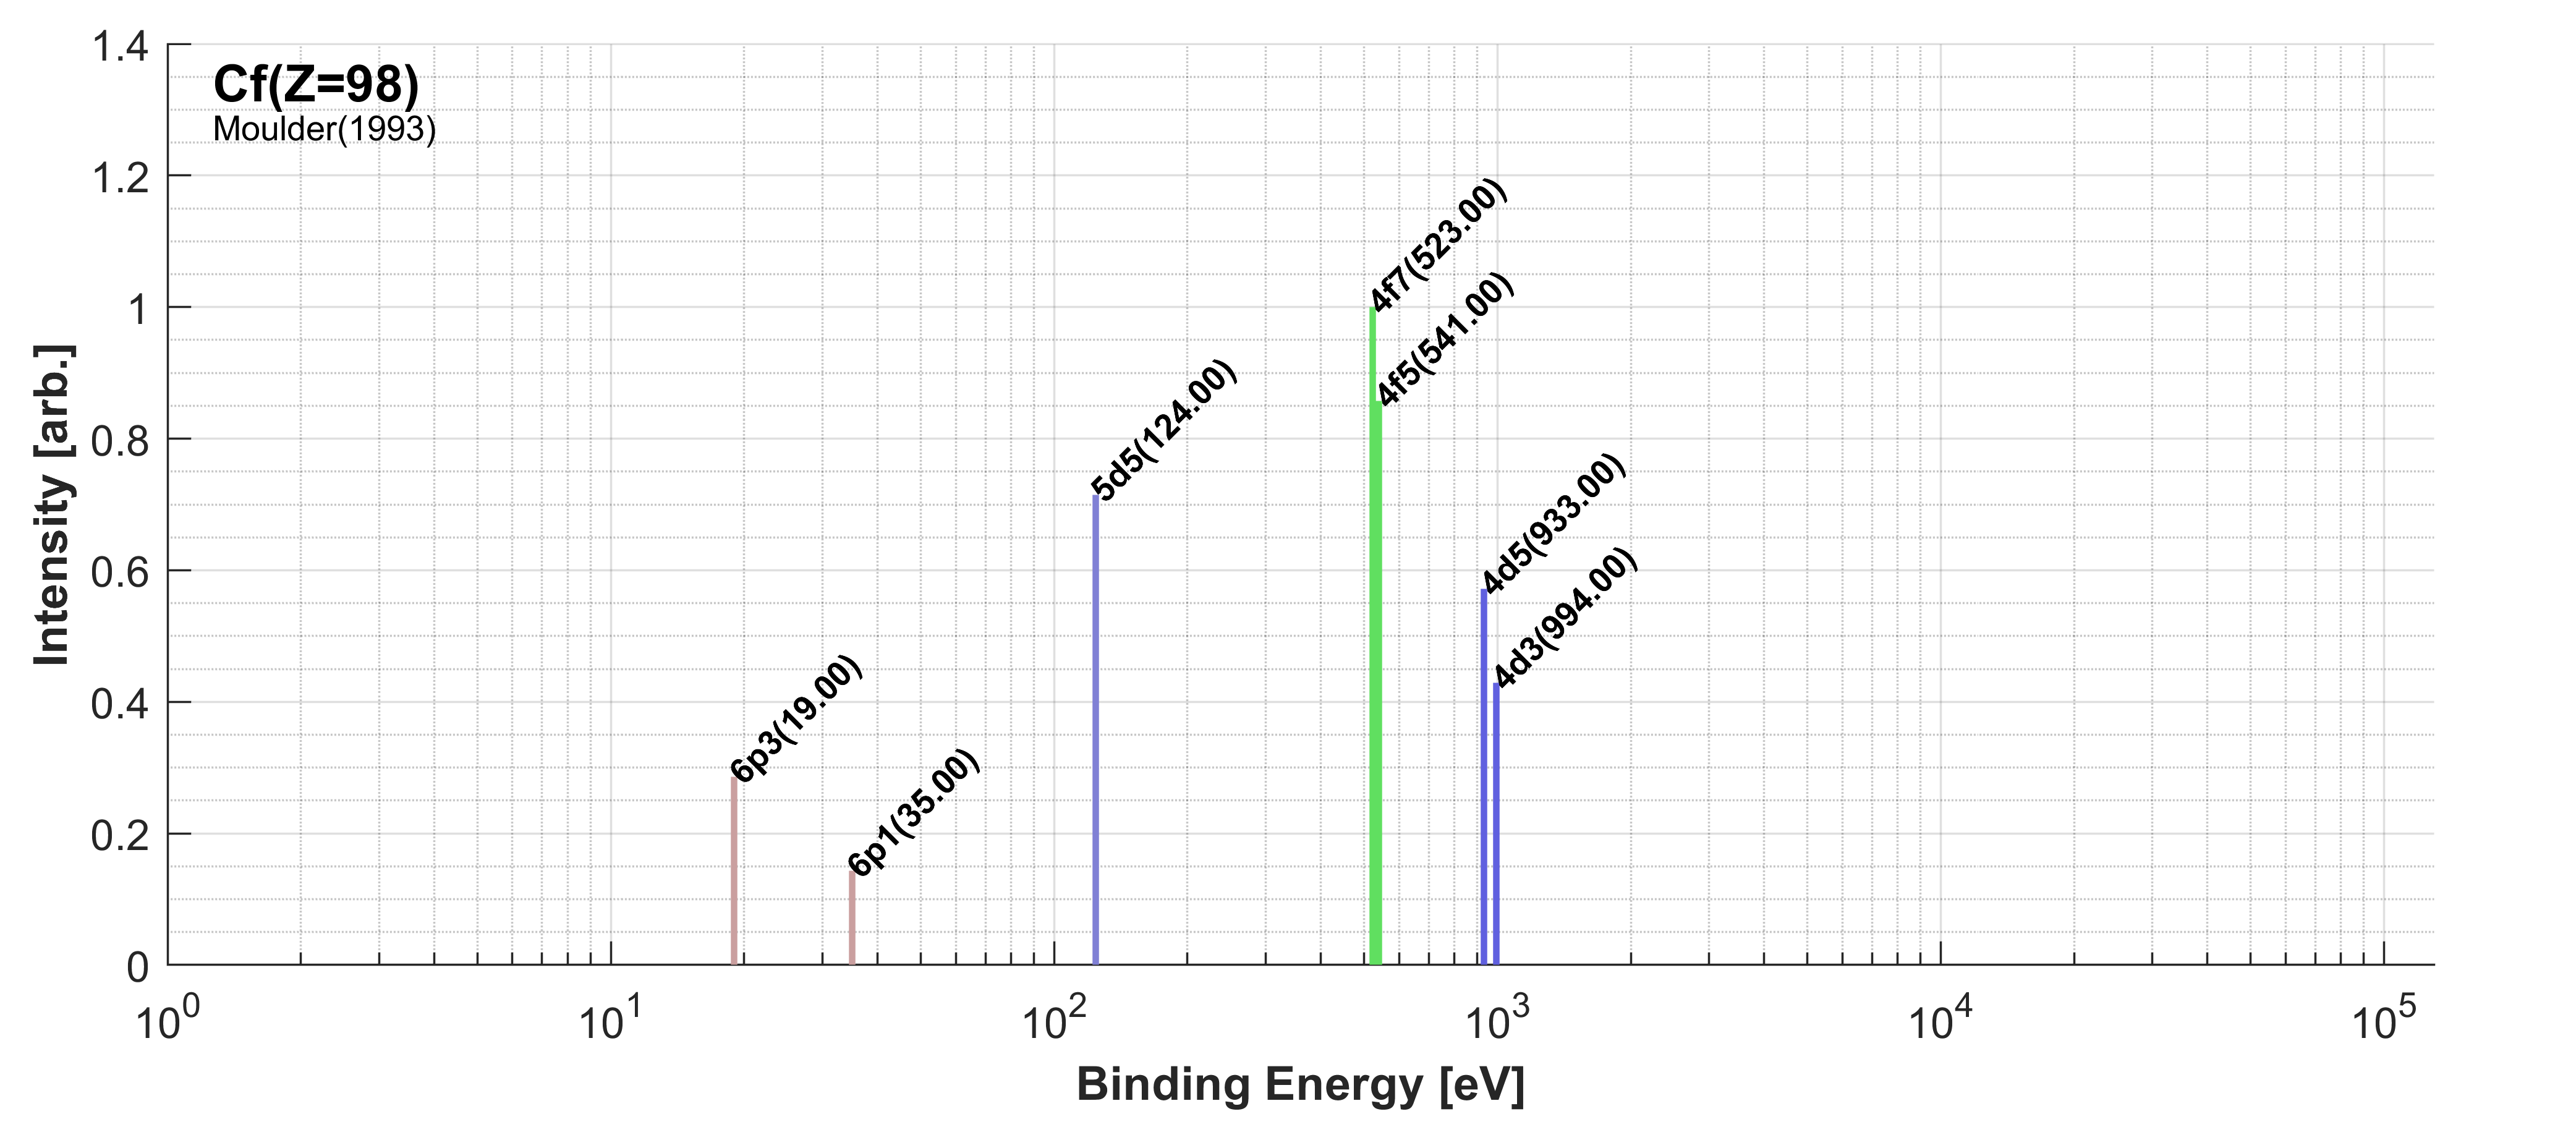 Cf(Z=98)
Moulder(1993)
Intensity [arb.]
1.4
1.2
1
0.8
0.6
0.4
0.2
0
6p3(19.00)
6p1(35.00)
5d5(124.00)
4f7(523.00)
4f5(541.00)
4d5(933.00)
4d3(994.00)
10^0 10^1 10^2 10^3 10^4 10^5
Binding Energy [eV]